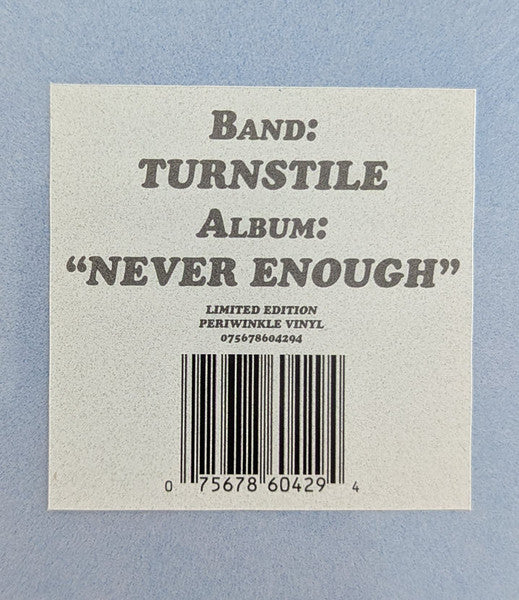 Band:
TURNSTILE
Album:
“NEVER ENOUGH”
LIMITED EDITION
PERIWINKLE VINYL
075678604294
0 75678 60429 4